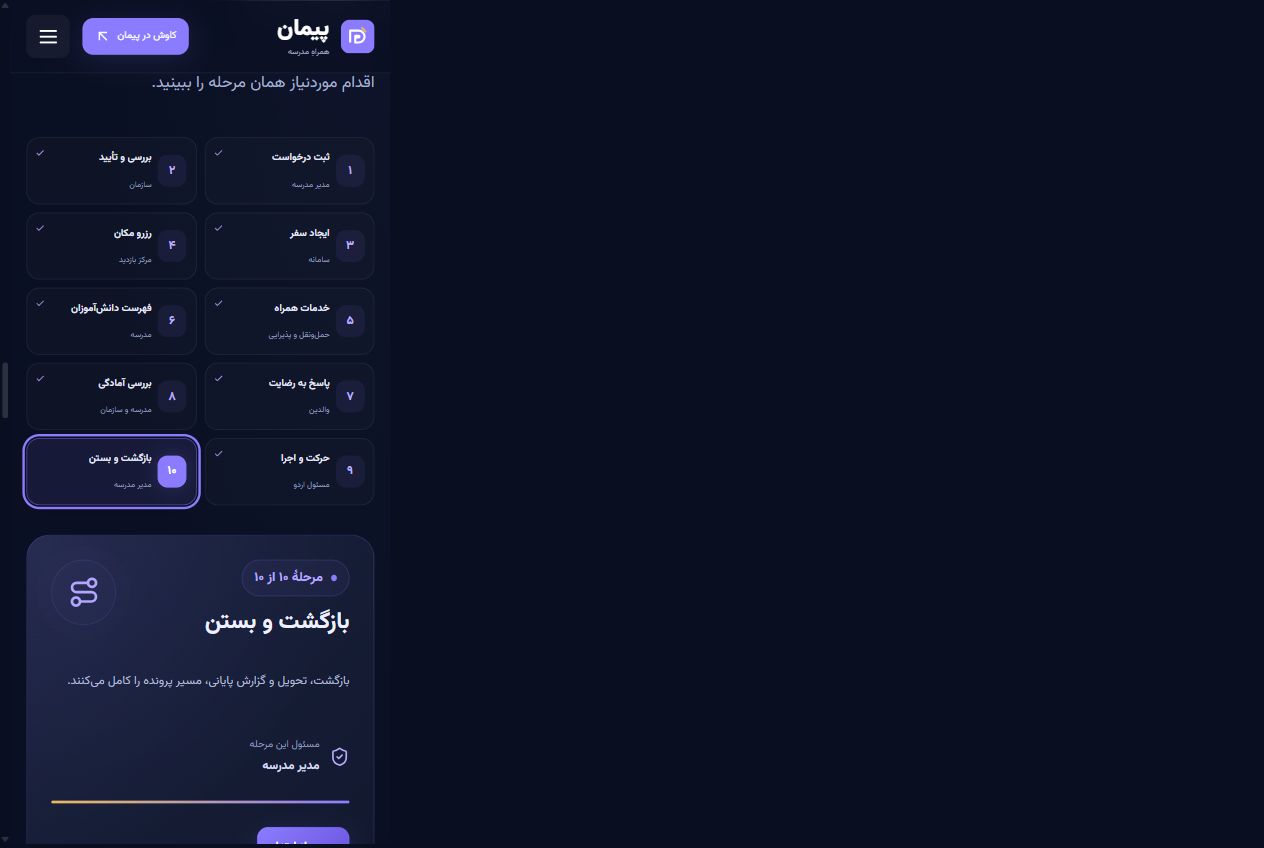 پیمان
همراه مدرسه
کاوش در پیمان
اقدام موردنیاز همان مرحله را ببینید.
۱
ثبت درخواست
مدیر مدرسه
۲
بررسی و تأیید
سازمان
۳
ایجاد سفر
سامانه
۴
رزرو مکان
مرکز بازدید
۵
خدمات همراه
حمل‌ونقل و پذیرایی
۶
فهرست دانش‌آموزان
مدرسه
۷
پاسخ به رضایت
والدین
۸
بررسی آمادگی
مدرسه و سازمان
۹
حرکت و اجرا
مسئول اردو
۱۰
بازگشت و بستن
مدیر مدرسه
مرحلهٔ ۱۰ از ۱۰
بازگشت و بستن
بازگشت، تحویل و گزارش پایانی، مسیر پرونده را کامل می‌کنند.
مسئول این مرحله
مدیر مدرسه